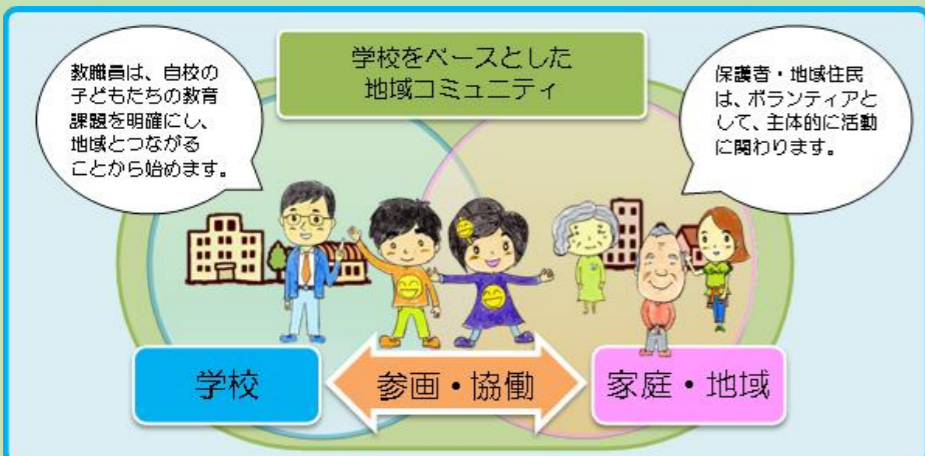 学校をベースとした
地域コミュニティ
教職員は、自校の
子どもたちの教育
課題を明確にし、
地域とつながる
ことから始めます。
保護者・地域住民
は、ボランティアと
して、主体的に活動
に関わります。
学校
参画・協働
家庭・地域